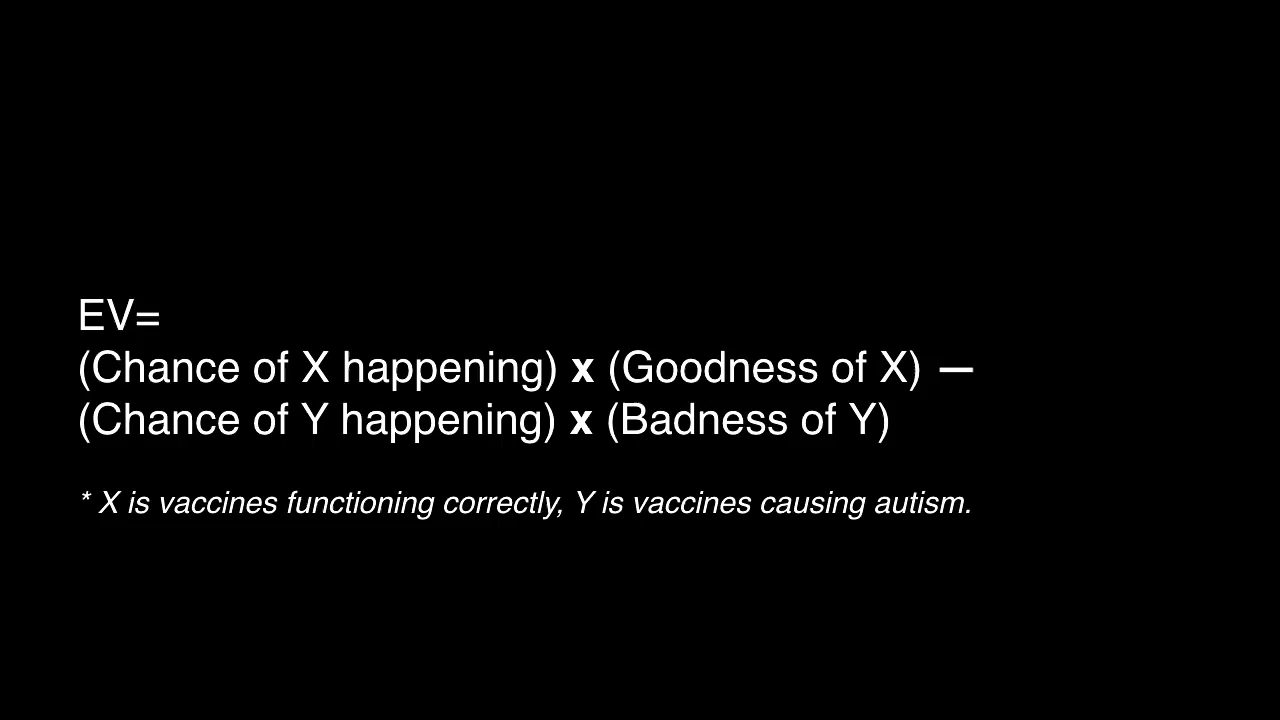 EV=
(Chance of X happening) x (Goodness of X) —
(Chance of Y happening) x (Badness of Y)
* X is vaccines functioning correctly, Y is vaccines causing autism.